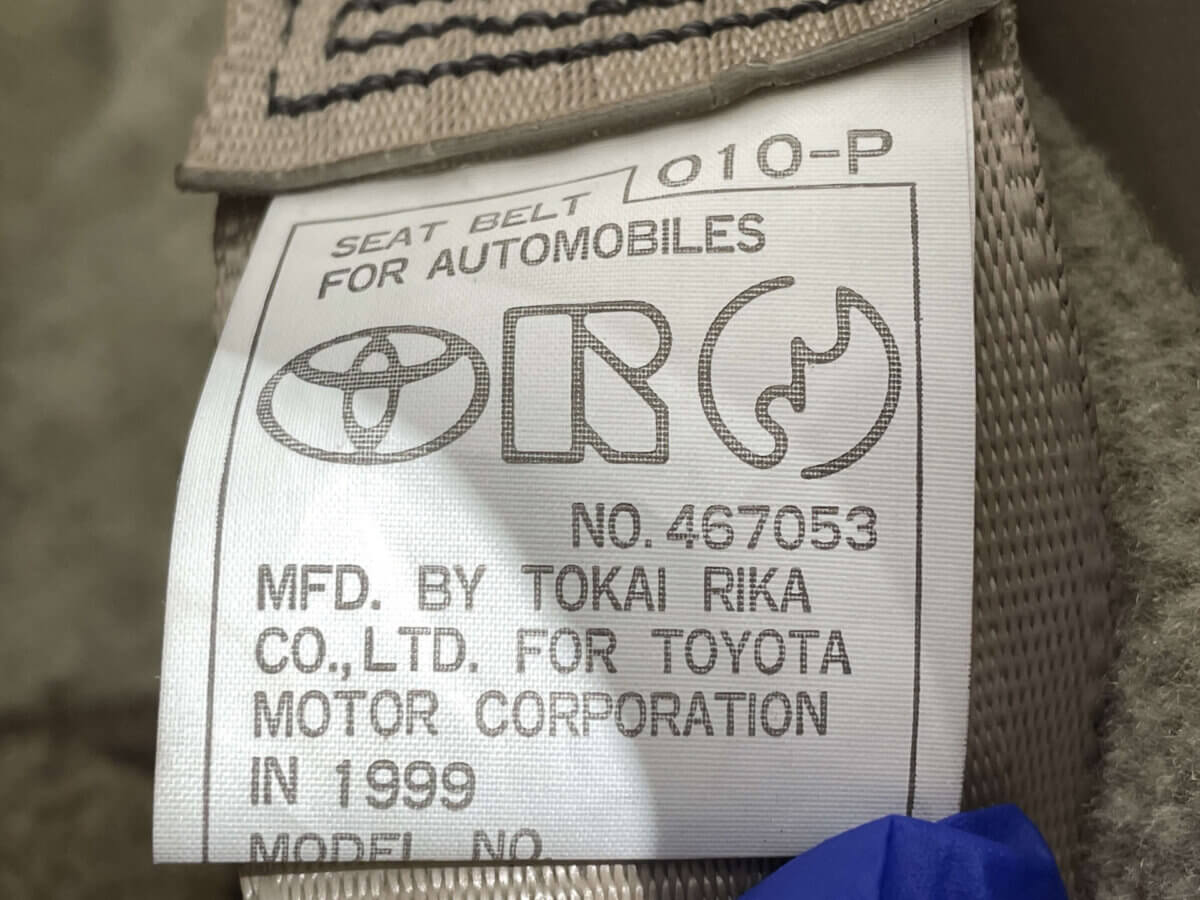 010-P
SEAT BELT
FOR AUTOMOBILES
NO. 467053
MFD. BY TOKAI RIKA
CO., LTD. FOR TOYOTA
MOTOR CORPORATION
IN 1999
MODEL NO.